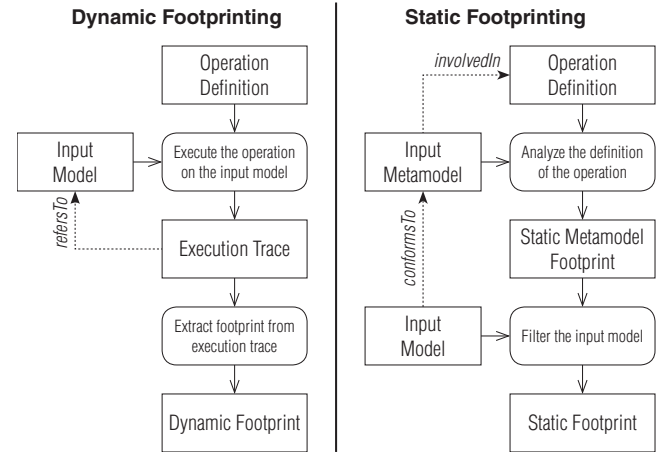 Dynamic Footprinting
Operation
Definition
Input
Model
Execute the operation
on the input model
refersTo
Execution Trace
Extract footprint from
execution trace
Dynamic Footprint
Static Footprinting
involvedIn
Operation
Definition
Input
Metamodel
Analyze the definition
of the operation
conformsTo
Static Metamodel
Footprint
Input
Model
Filter the input model
Static Footprint